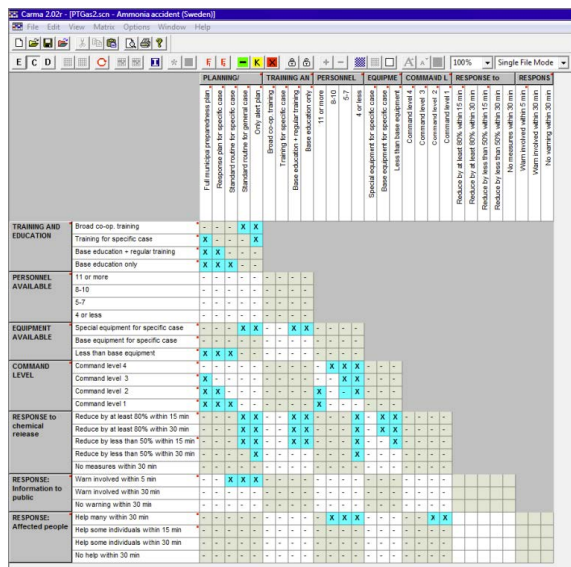 Carma 2.02r - [PTGas2.scn - Ammonia accident (Sweden)]
File Edit View Matrix Options Window Help
E C D K 100% Single File Mode
PLANNING/ TRAINING AN PERSONNEL EQUIPME COMMAND L RESPONSE to RESPONS
Full municipal preparedness plan
Response plan for specific case
Standard routine for specific case
Standard routine for general case
Only alert plan
Broad co-op. training
Training for specific case
Base education + regular training
Base education only
11 or more
8-10
5-7
4 or less
Special equipment for specific case
Base equipment for specific case
Less than base equipment
Command level 4
Command level 3
Command level 2
Command level 1
Reduce by at least 80% within 15 min
Reduce by at least 80% within 30 min
Reduce by less than 50% within 15 min
Reduce by less than 50% within 30 min
No measures within 30 min
Warn involved within 5 min
Warn involved within 30 min
No warning within 30 min
TRAINING AND EDUCATION
Broad co-op. training - - - X X
Training for specific case X - - - X
Base education + regular training X X - - -
Base education only X X X - -
PERSONNEL AVAILABLE
11 or more - - - - - - - - -
8-10 - - - - - - - - -
5-7 - - - - - - - - -
4 or less - - - - - - - - -
EQUIPMENT AVAILABLE
Special equipment for specific case - - - X X - - X X - - - -
Base equipment for specific case - - - - - - - - - - - - -
Less than base equipment X X X - - - - - - - - - -
COMMAND LEVEL
Command level 4 - - - - - - - - - - X X X - - -
Command level 3 X - - - - - - - - - - X X - - -
Command level 2 X X - - - - - - - X - - X - - -
Command level 1 X X X - - - - - - X - - - - - -
RESPONSE to chemical release
Reduce by at least 80% within 15 min - - - X X - - X X - - - X - X X - - - -
Reduce by at least 80% within 30 min - - - X X - - X X - - - X - X X - - - -
Reduce by less than 50% within 15 min - - - X X - - X X - - - X - - X - - - -
Reduce by less than 50% within 30 min - - - - X - - - - - - - X - - - - - - -
No measures within 30 min - - - - - - - - - - - - - - - - - - - -
RESPONSE: Information to public
Warn involved within 5 min - - X X X - - - - - - - - - - - - - - -
Warn involved within 30 min - - - - - - - - - - - - - - - - - - - -
No warning within 30 min - - - - - - - - - - - - - - - - - - - -
RESPONSE: Affected people
Help many within 30 min - - - - - - - - - - X X X - - - - - X X
Help some individuals within 15 min - - - - - - - - - - - - - - - - - - - -
Help some individuals within 30 min - - - - - - - - - - - - - - - - - - - -
No help within 30 min - - - - - - - - - - - - - - - - - - - -